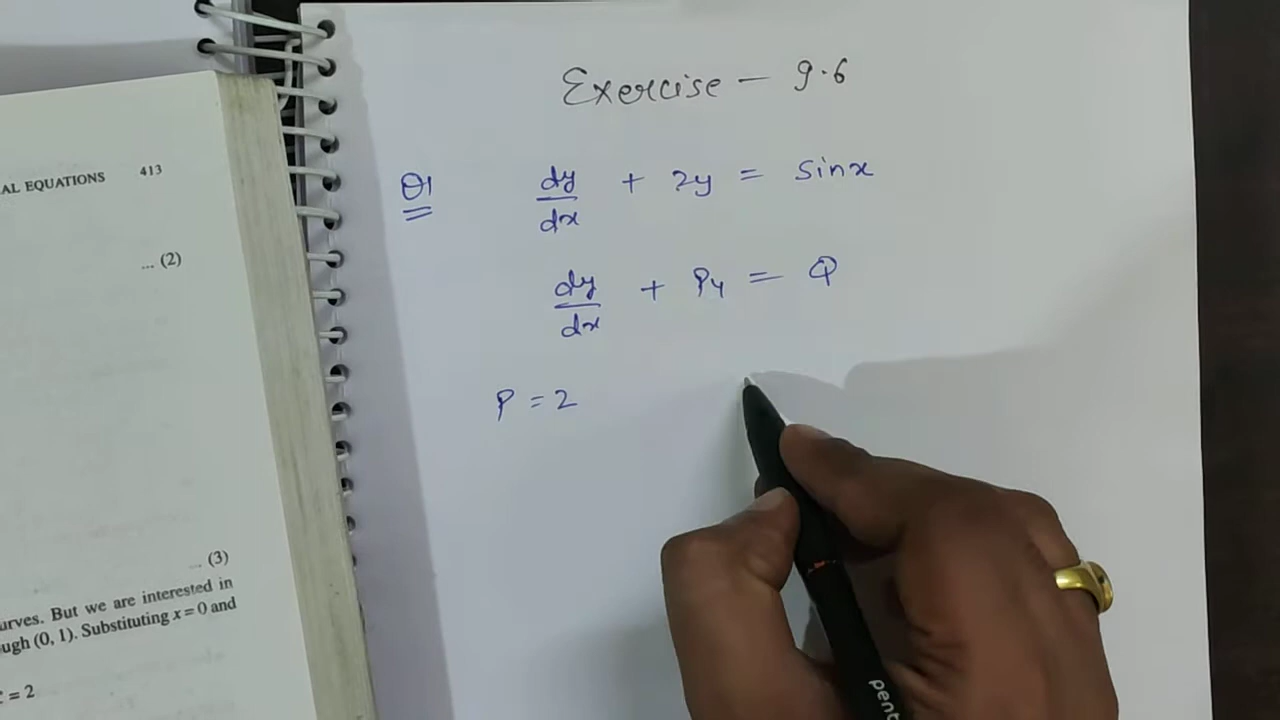 AL EQUATIONS 413
... (2)
... (3)
urves. But we are interested in
ugh (0, 1). Substituting x = 0 and
= 2
Exercise – 9.6
Q1 dy/dx + 2y = sinx
dy/dx + Py = Q
P = 2
pent